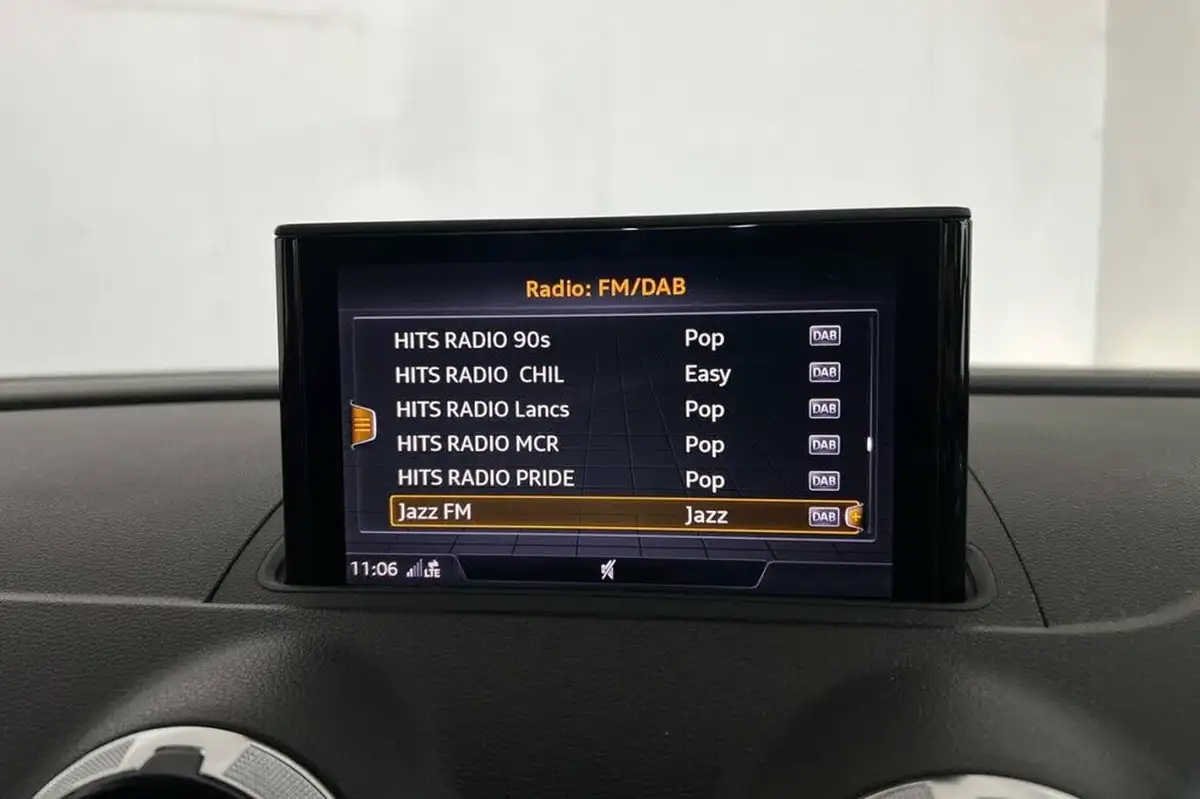 Radio: FM/DAB
HITS RADIO 90s Pop DAB
HITS RADIO CHIL Easy DAB
HITS RADIO Lancs Pop DAB
HITS RADIO MCR Pop DAB
HITS RADIO PRIDE Pop DAB
Jazz FM Jazz DAB
11:06 LTE